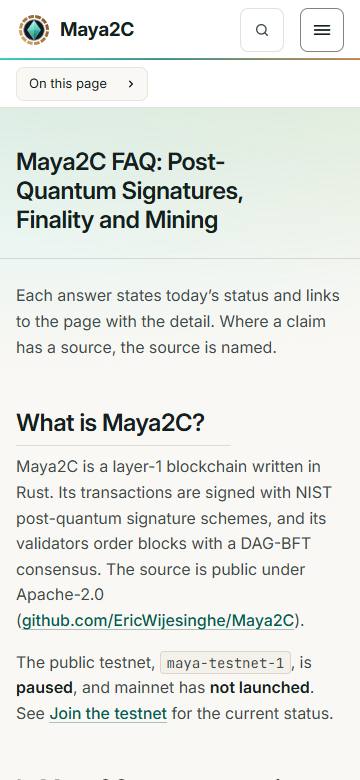 Maya2C
On this page
Maya2C FAQ: Post-
Quantum Signatures,
Finality and Mining
Each answer states today's status and links
to the page with the detail. Where a claim
has a source, the source is named.
What is Maya2C?
Maya2C is a layer-1 blockchain written in
Rust. Its transactions are signed with NIST
post-quantum signature schemes, and its
validators order blocks with a DAG-BFT
consensus. The source is public under
Apache-2.0
(github.com/EricWijesinghe/Maya2C).
The public testnet, maya-testnet-1, is
paused, and mainnet has not launched.
See Join the testnet for the current status.